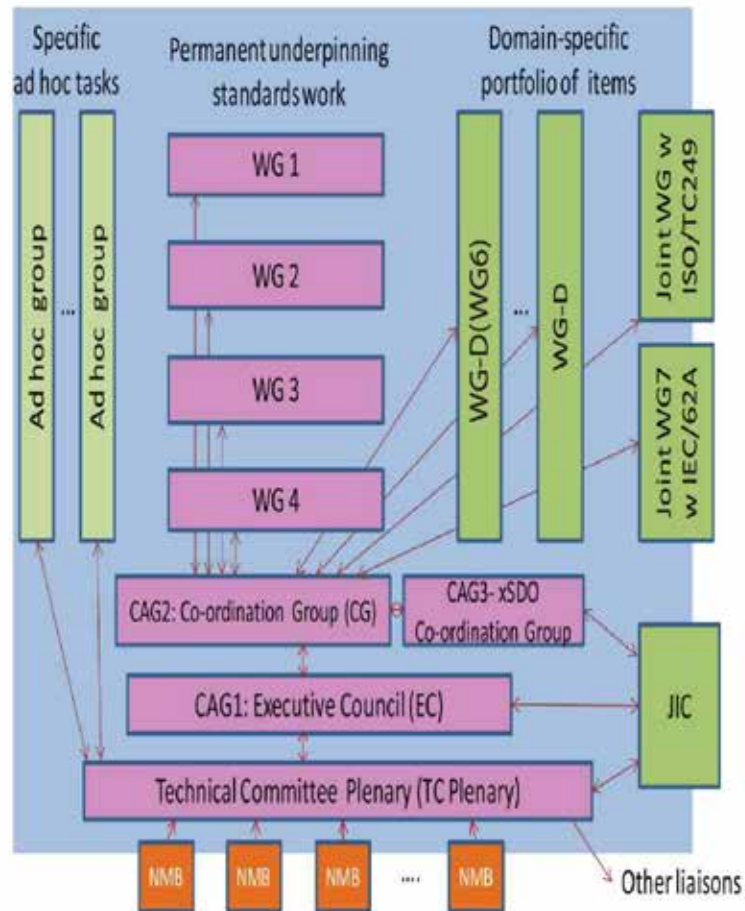 Specific
ad hoc tasks
Permanent underpinning
standards work
Domain-specific
portfolio of items
Ad hoc group
...
Ad hoc group
WG 1
WG 2
WG 3
WG 4
WG-D(WG6)
...
WG-D
Joint WG w
ISO/TC249
Joint WG7
w IEC/62A
CAG2: Co-ordination Group (CG)
CAG3- xSDO
Co-ordination Group
CAG1: Executive Council (EC)
JIC
Technical Committee Plenary (TC Plenary)
NMB
NMB
NMB
....
NMB
Other liaisons